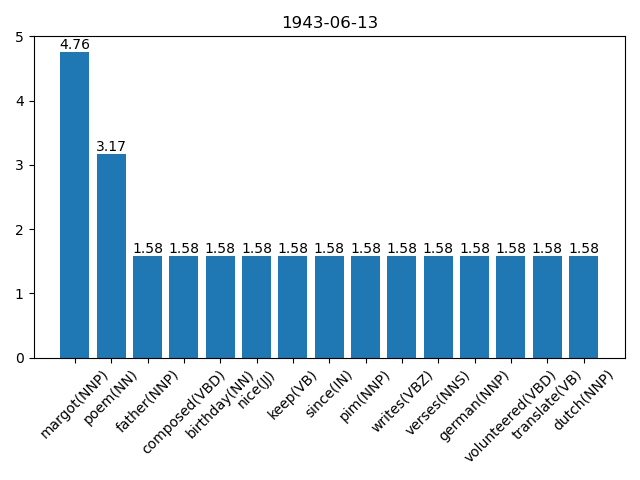 1943-06-13
5
4
3
2
1
0
4.76
3.17
1.58
1.58
1.58
1.58
1.58
1.58
1.58
1.58
1.58
1.58
1.58
1.58
1.58
margot(NNP)
poem(NN)
father(NNP)
composed(VBD)
birthday(NN)
nice(JJ)
keep(VB)
since(IN)
pim(NNP)
writes(VBZ)
verses(NNS)
german(NNP)
volunteered(VBD)
translate(VB)
dutch(NNP)